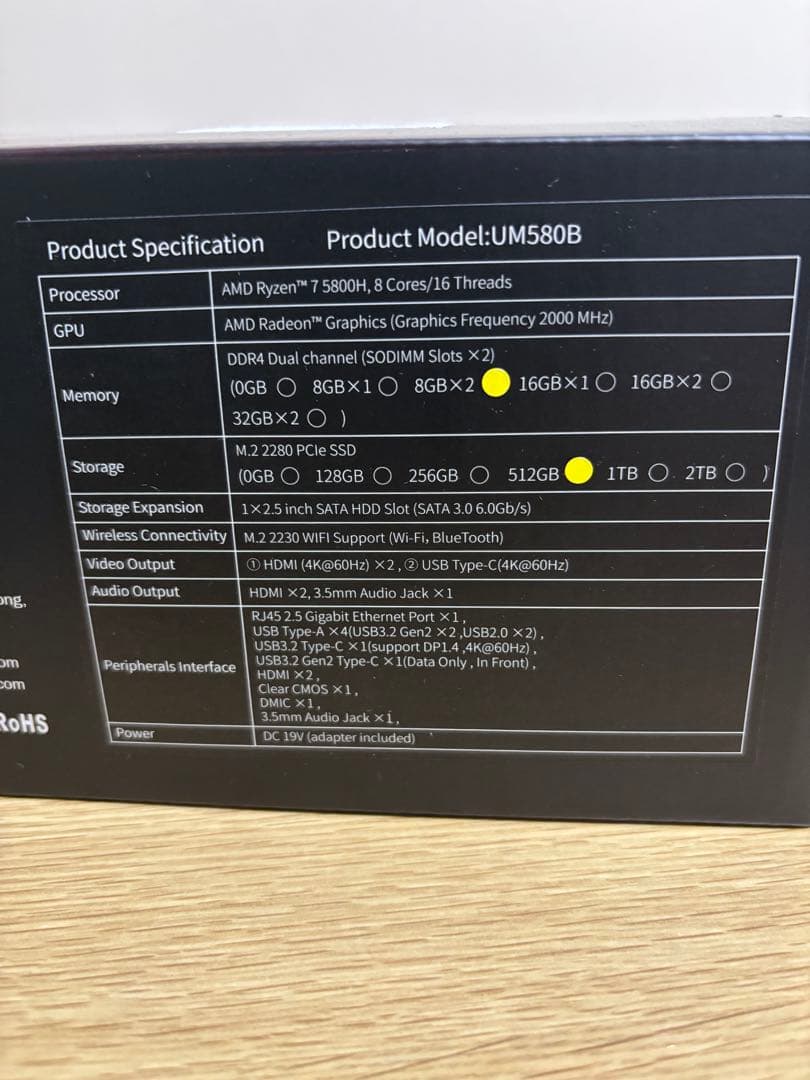 Product Specification Product Model:UM580B
Processor AMD Ryzen™ 7 5800H, 8 Cores/16 Threads
GPU AMD Radeon™ Graphics (Graphics Frequency 2000 MHz)
Memory DDR4 Dual channel (SODIMM Slots ×2)
(0GB ○ 8GB×1 ○ 8GB×2 16GB×1 ○ 16GB×2 ○
32GB×2 ○ )
Storage M.2 2280 PCIe SSD
(0GB ○ 128GB ○ 256GB ○ 512GB 1TB ○ 2TB ○ )
Storage Expansion 1×2.5 inch SATA HDD Slot (SATA 3.0 6.0Gb/s)
Wireless Connectivity M.2 2230 WIFI Support (Wi-Fi, BlueTooth)
Video Output ① HDMI (4K@60Hz) ×2 , ② USB Type-C(4K@60Hz)
Audio Output HDMI ×2, 3.5mm Audio Jack ×1
Peripherals Interface RJ45 2.5 Gigabit Ethernet Port ×1 ,
USB Type-A ×4(USB3.2 Gen2 ×2 ,USB2.0 ×2) ,
USB3.2 Type-C ×1(support DP1.4 ,4K@60Hz) ,
USB3.2 Gen2 Type-C ×1(Data Only , In Front) ,
HDMI ×2 ,
Clear CMOS ×1 ,
DMIC ×1 ,
3.5mm Audio Jack ×1 ,
Power DC 19V (adapter included)
ong,
om
com
RoHS